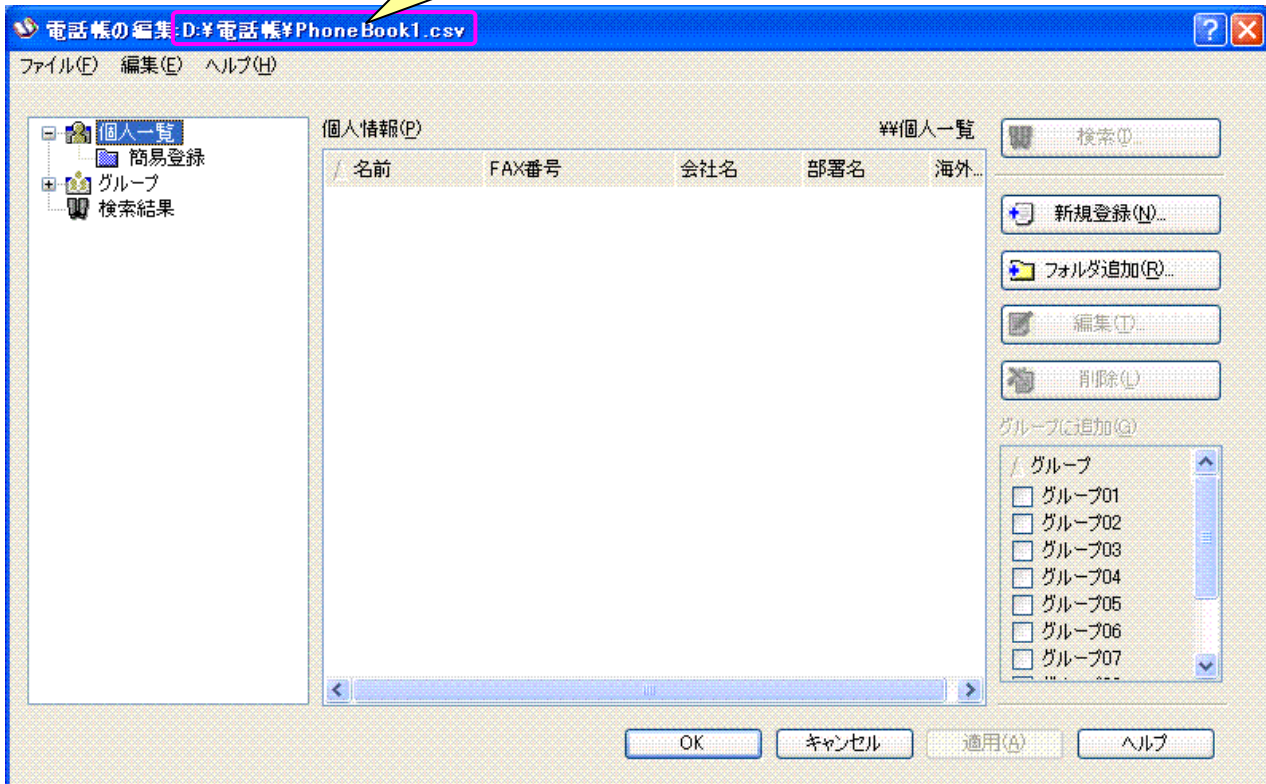 電話帳の編集:D:¥電話帳¥PhoneBook1.csv
ファイル(F) 編集(E) ヘルプ(H)
個人一覧
簡易登録
グループ
検索結果
個人情報(P) ¥¥個人一覧
名前 FAX番号 会社名 部署名 海外...
検索(I)...
新規登録(N)...
フォルダ追加(R)...
編集(T)...
削除(L)
グループに追加(G)
グループ
グループ01
グループ02
グループ03
グループ04
グループ05
グループ06
グループ07
OK キャンセル 適用(A) ヘルプ